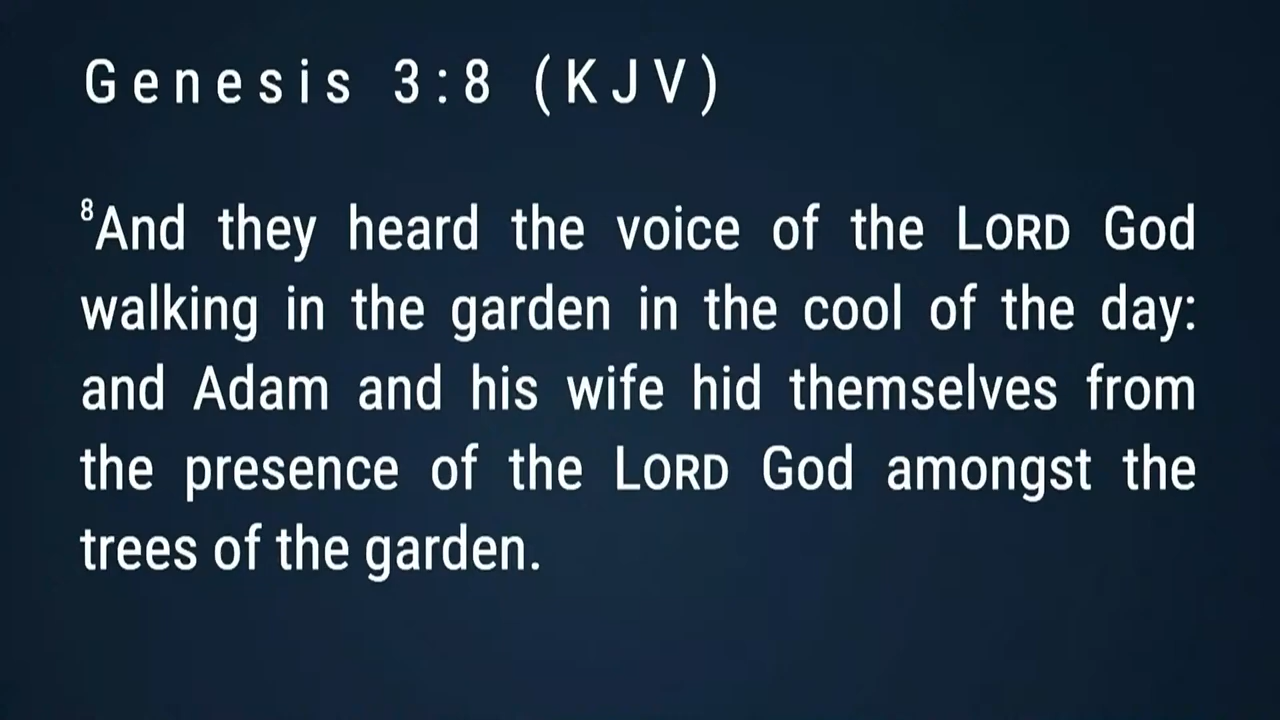 Genesis 3:8 (KJV)
⁸And they heard the voice of the LORD God
walking in the garden in the cool of the day:
and Adam and his wife hid themselves from
the presence of the LORD God amongst the
trees of the garden.